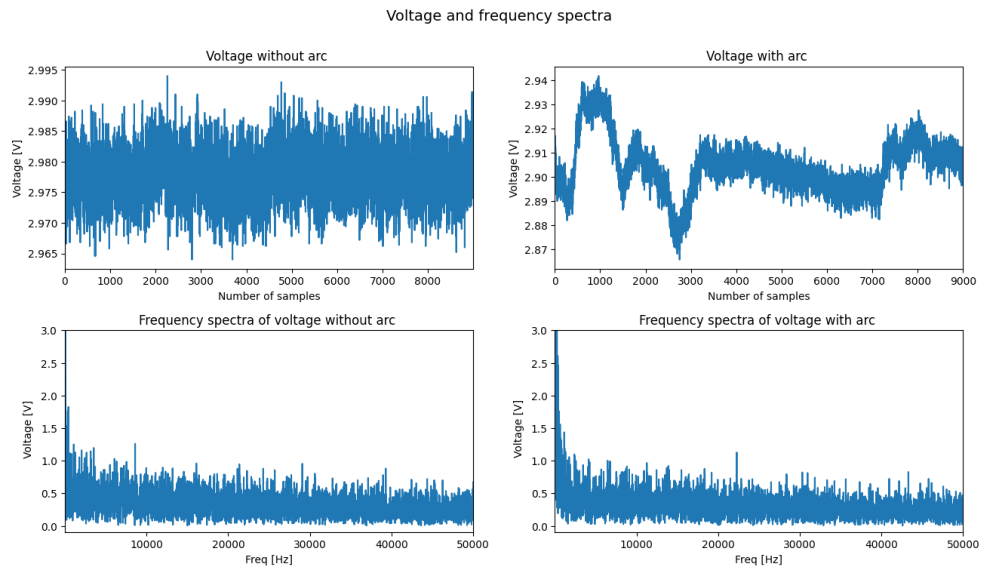 Voltage and frequency spectra
Voltage without arc
Voltage [V]
2.995
2.990
2.985
2.980
2.975
2.970
2.965
0 1000 2000 3000 4000 5000 6000 7000 8000
Number of samples
Voltage with arc
Voltage [V]
2.94
2.93
2.92
2.91
2.90
2.89
2.88
2.87
0 1000 2000 3000 4000 5000 6000 7000 8000 9000
Number of samples
Frequency spectra of voltage without arc
Voltage [V]
3.0
2.5
2.0
1.5
1.0
0.5
0.0
10000 20000 30000 40000 50000
Freq [Hz]
Frequency spectra of voltage with arc
Voltage [V]
3.0
2.5
2.0
1.5
1.0
0.5
0.0
10000 20000 30000 40000 50000
Freq [Hz]